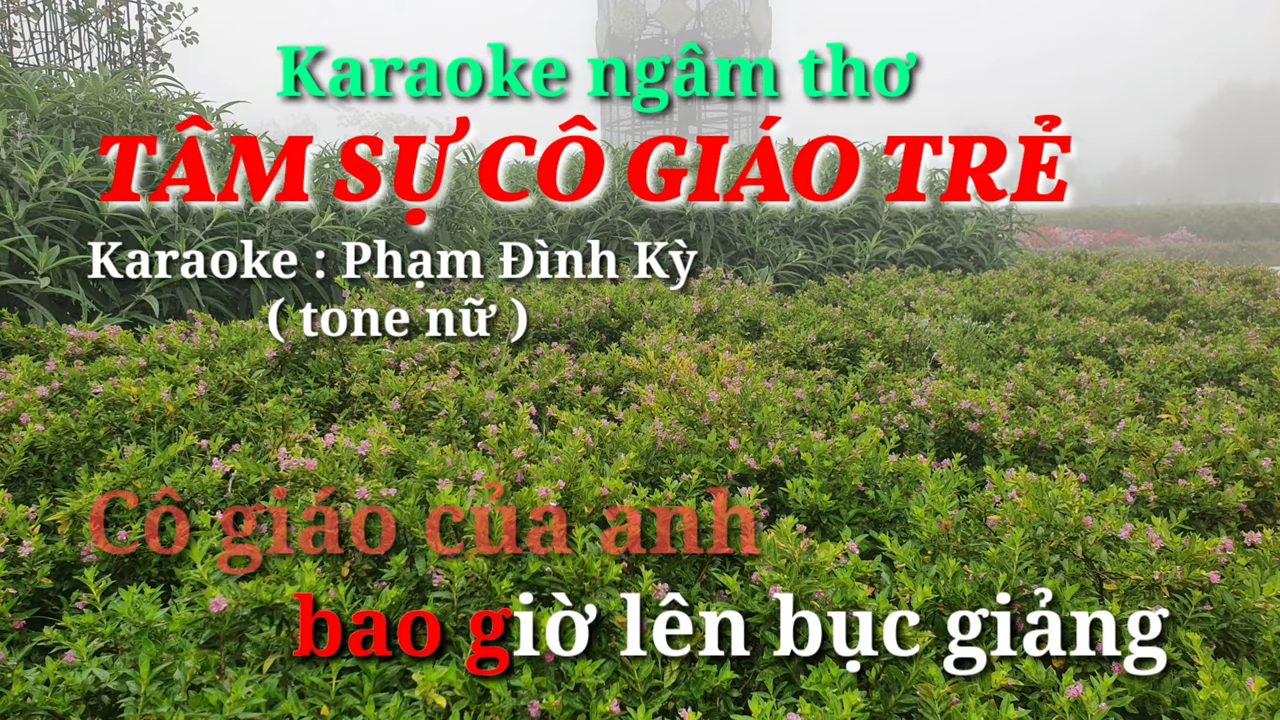 Karaoke ngâm thơ
TÂM SỰ CÔ GIÁO TRẺ
Karaoke : Phạm Đình Kỳ
( tone nữ )
Cô giáo của anh
bao giờ lên bục giảng